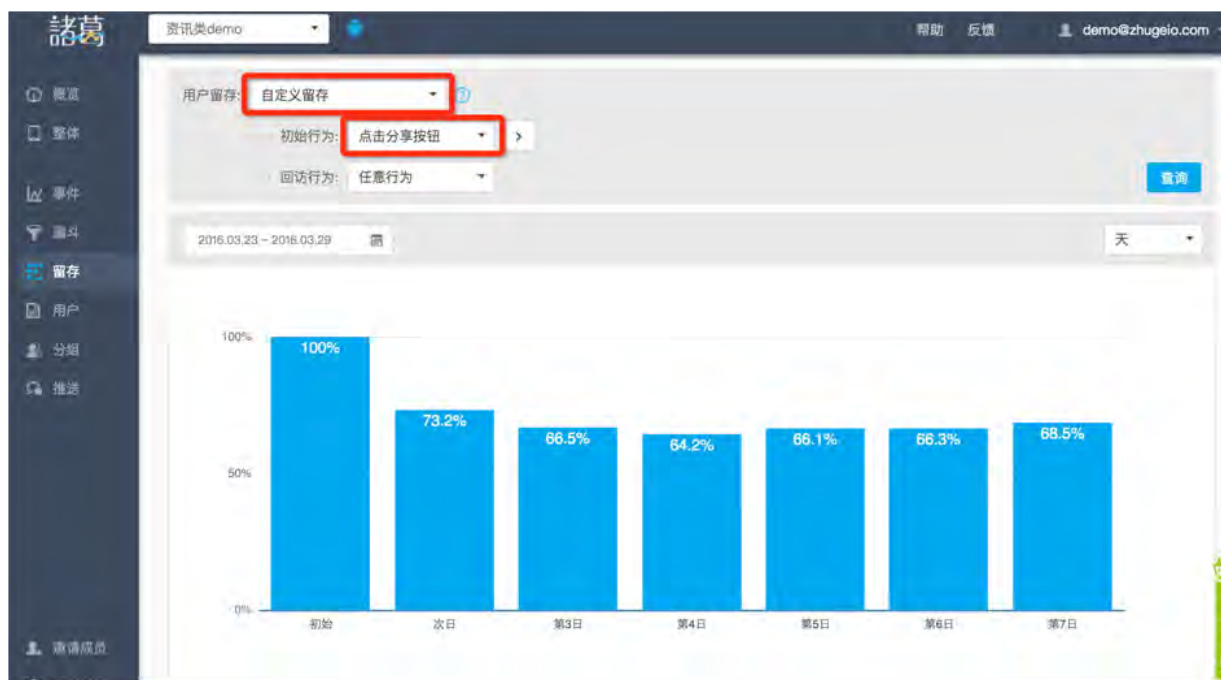 諸葛
资讯类demo
帮助 反馈 demo@zhugeio.com
概览
整体
事件
漏斗
留存
用户
分组
推送
邀请成员
用户留存: 自定义留存
初始行为: 点击分享按钮 >
回访行为: 任意行为
查询
2016.03.23 - 2016.03.29
天
100%
50%
0%
100% 73.2% 66.5% 64.2% 66.1% 66.3% 68.5%
初始 次日 第3日 第4日 第5日 第6日 第7日